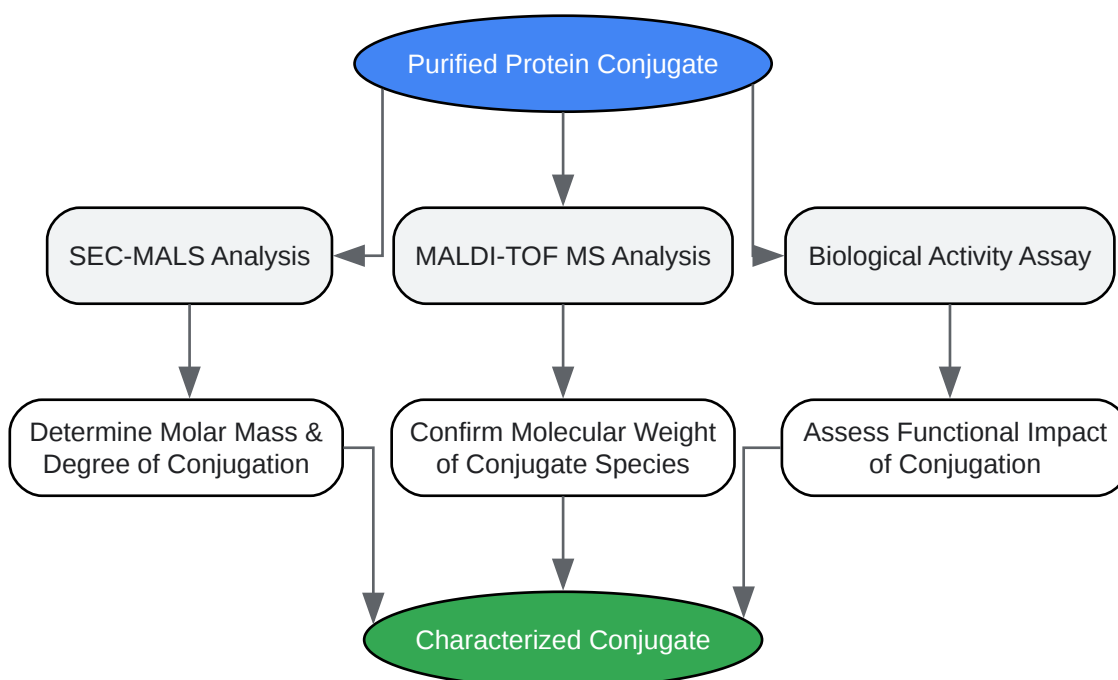 Purified Protein Conjugate
SEC-MALS Analysis
MALDI-TOF MS Analysis
Biological Activity Assay
Determine Molar Mass &
Degree of Conjugation
Confirm Molecular Weight
of Conjugate Species
Assess Functional Impact
of Conjugation
Characterized Conjugate